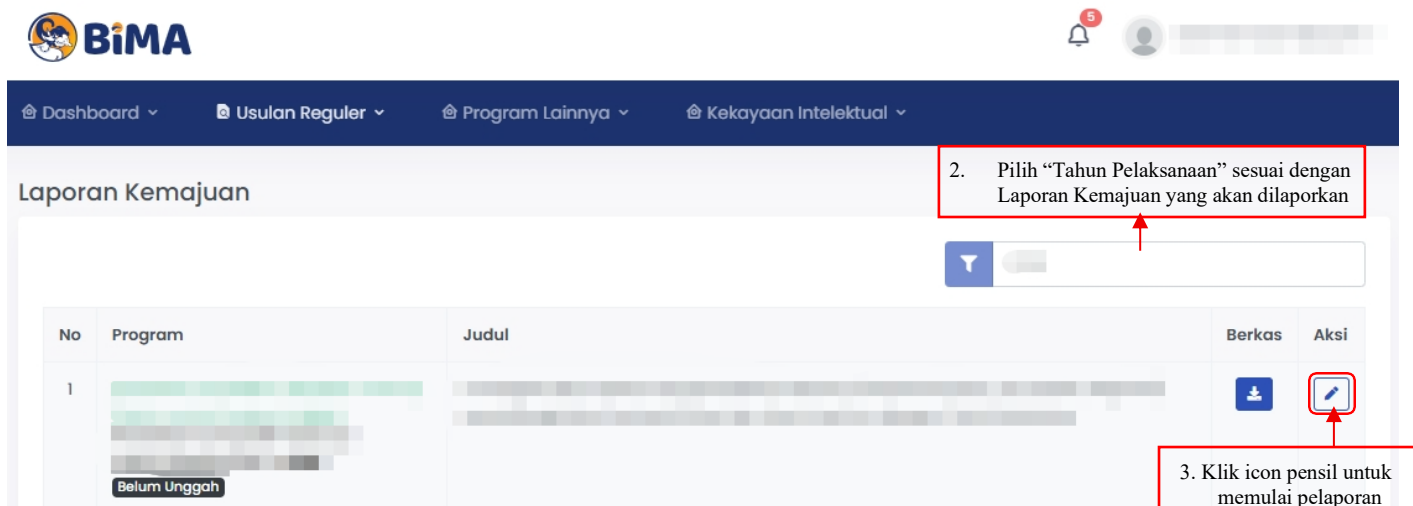 BiMA
5
Dashboard
Usulan Reguler
Program Lainnya
Kekayaan Intelektual
Laporan Kemajuan
2. Pilih “Tahun Pelaksanaan” sesuai dengan
Laporan Kemajuan yang akan dilaporkan
No Program Judul Berkas Aksi
1
Belum Unggah
3. Klik icon pensil untuk
memulai pelaporan